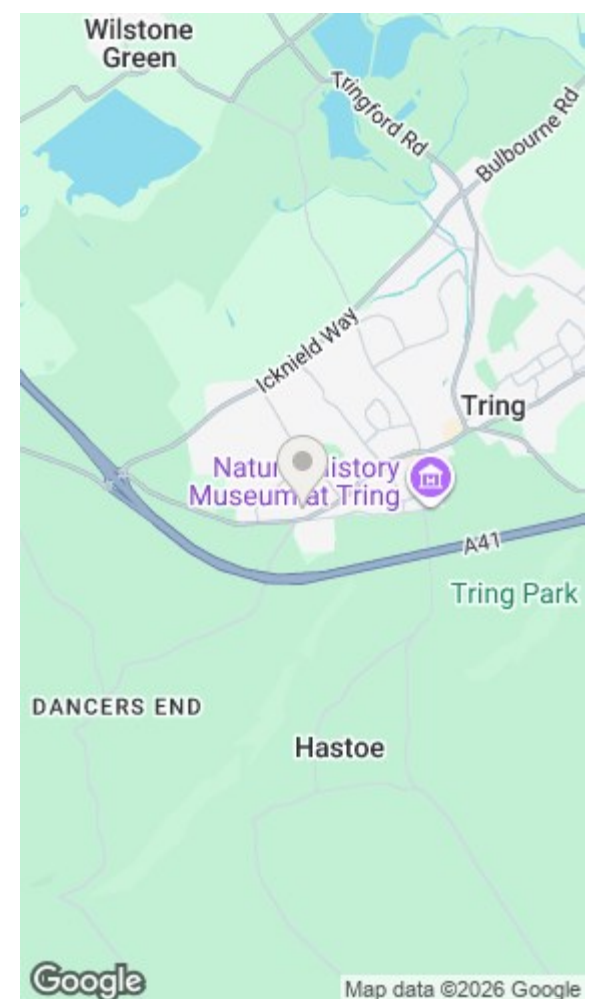 Wilstone
Green
Tringford Rd
Bulbourne Rd
Icknield Way
Tring
Natur History
Museum at Tring
A41
Tring Park
DANCERS END
Hastoe
Google
Map data ©2026 Google